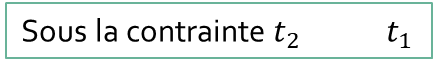 Sous la contrainte t₂ t₁